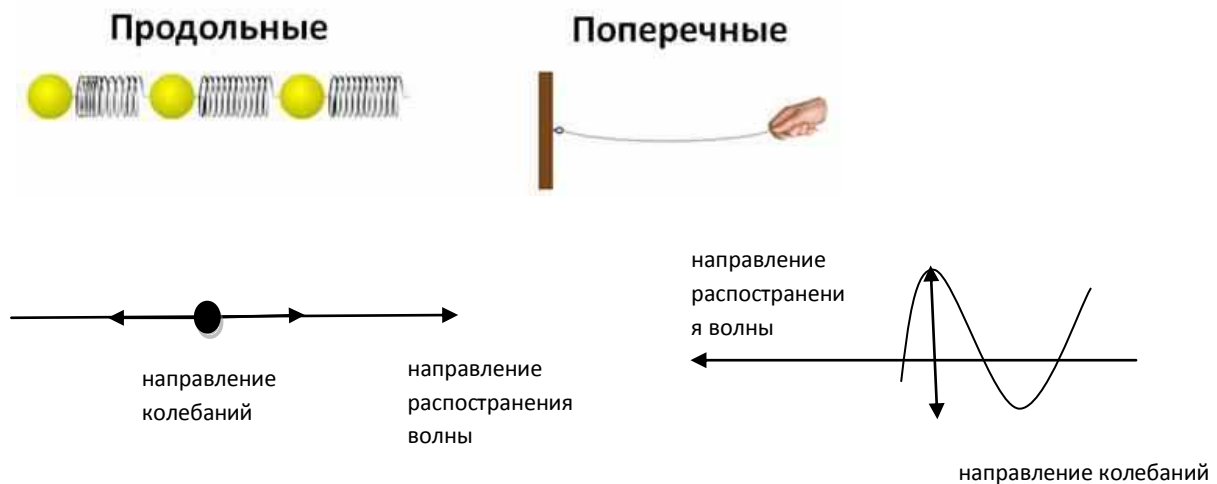 Продольные
Поперечные
направление
колебаний
направление
распостранения
волны
направление
распостранени
я волны
направление колебаний